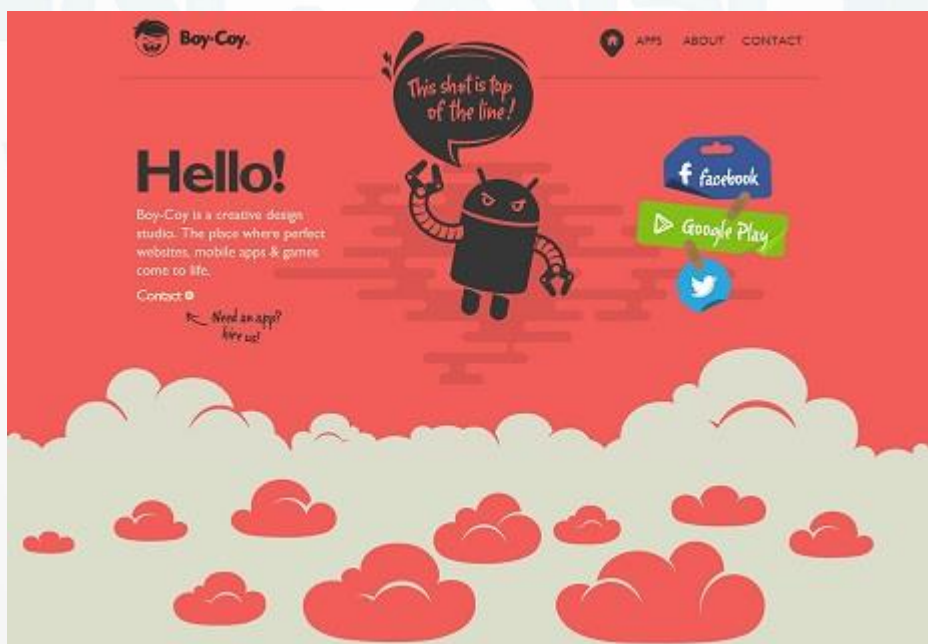 Boy-Coy.
APPS ABOUT CONTACT
This shot is top
of the line!
Hello!
Boy-Coy is a creative design
studio. The place where perfect
websites, mobile apps & games
come to life.
Contact
Need an app?
hire us!
f facebook
Google Play